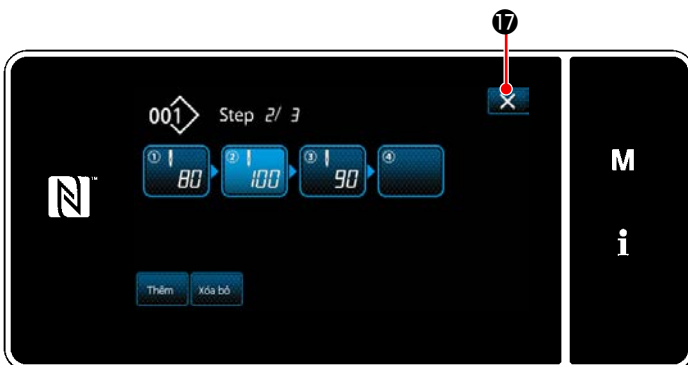 ⓱
001 Step 2/ 3
① 80 ② 100 ③ 90 ④
M
i
Thêm Xóa bỏ